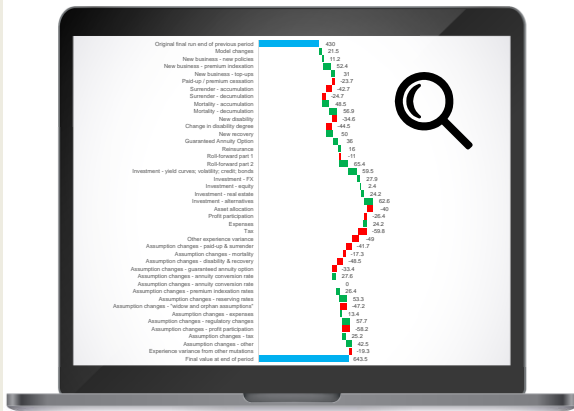 Original final run end of previous period 430
Model changes 21.5
New business - new policies 11.2
New business - premium indexation 52.4
New business - top-ups 31
Paid-up / premium cessation -23.7
Surrender - accumulation -42.7
Surrender - decumulation -24.7
Mortality - accumulation 48.5
Mortality - decumulation 56.9
New disability -34.6
Change in disability degree -44.5
New recovery 50
Guaranteed Annuity Option 36
Reinsurance 16
Roll-forward part 1 -11
Roll-forward part 2 65.4
Investment - yield curves; volatility; credit; bonds 59.5
Investment - FX 27.9
Investment - equity 2.4
Investment - real estate 24.2
Investment - alternatives 62.6
Asset allocation -40
Profit participation -26.4
Expenses 24.2
Tax -59.8
Other experience variance -49
Assumption changes - paid-up & surrender -41.7
Assumption changes - mortality -17.3
Assumption changes - disability & recovery -48.5
Assumption changes - guaranteed annuity option -33.4
Assumption changes - annuity conversion rate 27.6
Assumption changes - annuity conversion rate 0
Assumption changes - premium indexation rates 26.4
Assumption changes - reserving rates 53.3
Assumption changes - "widow and orphan assumptions" -47.2
Assumption changes - expenses 13.4
Assumption changes - regulatory changes 57.7
Assumption changes - profit participation -58.2
Assumption changes - tax 25.2
Assumption changes - other 42.5
Experience variance from other mutations -19.3
Final value at end of period 643.5